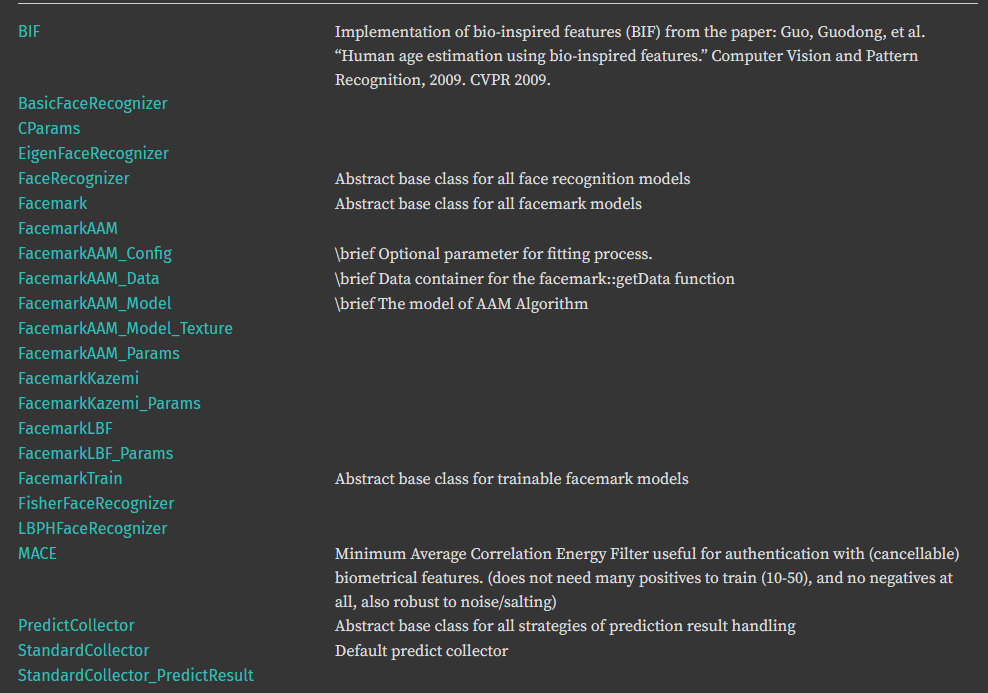 BIF Implementation of bio-inspired features (BIF) from the paper: Guo, Guodong, et al.
“Human age estimation using bio-inspired features.” Computer Vision and Pattern
Recognition, 2009. CVPR 2009.
BasicFaceRecognizer
CParams
EigenFaceRecognizer
FaceRecognizer Abstract base class for all face recognition models
Facemark Abstract base class for all facemark models
FacemarkAAM
FacemarkAAM_Config \brief Optional parameter for fitting process.
FacemarkAAM_Data \brief Data container for the facemark::getData function
FacemarkAAM_Model \brief The model of AAM Algorithm
FacemarkAAM_Model_Texture
FacemarkAAM_Params
FacemarkKazemi
FacemarkKazemi_Params
FacemarkLBF
FacemarkLBF_Params
FacemarkTrain Abstract base class for trainable facemark models
FisherFaceRecognizer
LBPHFaceRecognizer
MACE Minimum Average Correlation Energy Filter useful for authentication with (cancellable)
biometrical features. (does not need many positives to train (10-50), and no negatives at
all, also robust to noise/salting)
PredictCollector Abstract base class for all strategies of prediction result handling
StandardCollector Default predict collector
StandardCollector_PredictResult